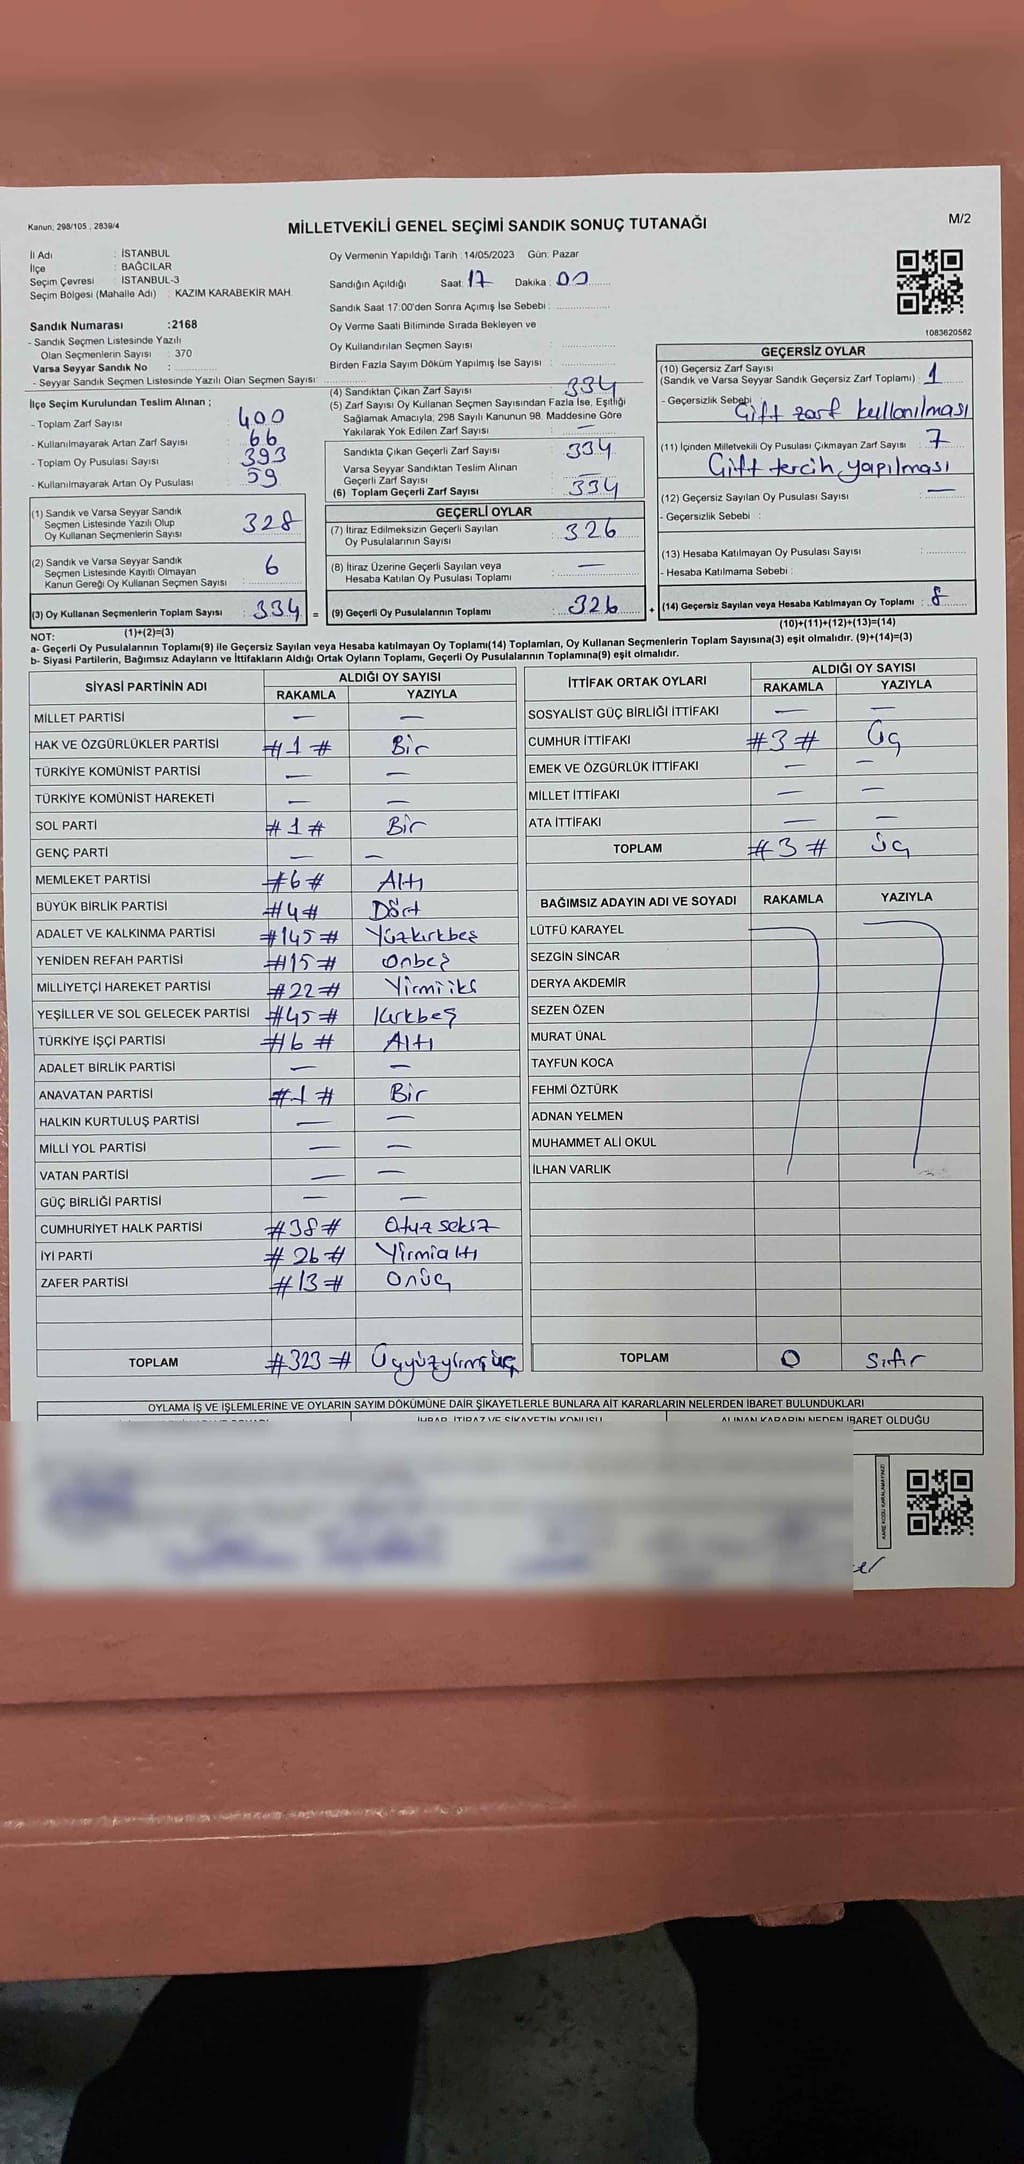 Kanun; 298/105 , 2839/4
MİLLETVEKİLİ GENEL SEÇİMİ SANDIK SONUÇ TUTANAĞI
M/2
İl Adı : İSTANBUL
İlçe : BAĞCILAR
Seçim Çevresi : İSTANBUL-3
Seçim Bölgesi (Mahalle Adı) : KAZIM KARABEKİR MAH.
Sandık Numarası :2168
- Sandık Seçmen Listesinde Yazılı
Olan Seçmenlerin Sayısı : 370
Varsa Seyyar Sandık No :
- Seyyar Sandık Seçmen Listesinde Yazılı Olan Seçmen Sayısı:
Oy Vermenin Yapıldığı Tarih :14/05/2023 Gün: Pazar
Sandığın Açıldığı Saat: 17 Dakika : 00
Sandık Saat 17.00'den Sonra Açımış İse Sebebi :
Oy Verme Saati Bitiminde Sırada Bekleyen ve
Oy Kullandırılan Seçmen Sayısı :
Birden Fazla Sayım Döküm Yapılmış İse Sayısı :
1083620582
İlçe Seçim Kurulundan Teslim Alınan ;
- Toplam Zarf Sayısı : 400
- Kullanılmayarak Artan Zarf Sayısı : 66
- Toplam Oy Pusulası Sayısı : 393
- Kullanılmayarak Artan Oy Pusulası : 59
(1) Sandık ve Varsa Seyyar Sandık
Seçmen Listesinde Yazılı Olup
Oy Kullanan Seçmenlerin Sayısı : 328
(2) Sandık ve Varsa Seyyar Sandık
Seçmen Listesinde Kayıtlı Olmayan
Kanun Gereği Oy Kullanan Seçmen Sayısı : 6
(3) Oy Kullanan Seçmenlerin Toplam Sayısı : 334 =
(1)+(2)=(3)
(4) Sandıktan Çıkan Zarf Sayısı : 334
(5) Zarf Sayısı Oy Kullanan Seçmen Sayısından Fazla İse, Eşitliği
Sağlamak Amacıyla, 298 Sayılı Kanunun 98. Maddesine Göre
Yakılarak Yok Edilen Zarf Sayısı : —
Sandıkta Çıkan Geçerli Zarf Sayısı : 334
Varsa Seyyar Sandıktan Teslim Alınan
Geçerli Zarf Sayısı : —
(6) Toplam Geçerli Zarf Sayısı : 334
GEÇERLİ OYLAR
(7) İtiraz Edilmeksizin Geçerli Sayılan
Oy Pusulalarının Sayısı : 326
(8) İtiraz Üzerine Geçerli Sayılan veya
Hesaba Katılan Oy Pusulası Toplamı : —
(9) Geçerli Oy Pusulalarının Toplamı : 326 +
GEÇERSİZ OYLAR
(10) Geçersiz Zarf Sayısı
(Sandık ve Varsa Seyyar Sandık Geçersiz Zarf Toplamı) : 1
- Geçersizlik Sebebi :
Çift zarf kullanılması
(11) İçinden Milletvekili Oy Pusulası Çıkmayan Zarf Sayısı : 7
Çift tercih yapılması
(12) Geçersiz Sayılan Oy Pusulası Sayısı : —
- Geçersizlik Sebebi :
(13) Hesaba Katılmayan Oy Pusulası Sayısı :
- Hesaba Katılmama Sebebi :
(14) Geçersiz Sayılan veya Hesaba Katılmayan Oy Toplamı : 8
(10)+(11)+(12)+(13)=(14)
NOT:
a- Geçerli Oy Pusulalarının Toplamı(9) ile Geçersiz Sayılan veya Hesaba katılmayan Oy Toplamı(14) Toplamları, Oy Kullanan Seçmenlerin Toplam Sayısına(3) eşit olmalıdır. (9)+(14)=(3)
b- Siyasi Partilerin, Bağımsız Adayların ve İttifakların Aldığı Ortak Oyların Toplamı, Geçerli Oy Pusulalarının Toplamına(9) eşit olmalıdır.
SİYASİ PARTİNİN ADI
ALDIĞI OY SAYISI
RAKAMLA YAZIYLA
MİLLET PARTİSİ — —
HAK VE ÖZGÜRLÜKLER PARTİSİ #1# Bir
TÜRKİYE KOMÜNİST PARTİSİ — —
TÜRKİYE KOMÜNİST HAREKETİ — —
SOL PARTİ #1# Bir
GENÇ PARTİ — —
MEMLEKET PARTİSİ #6# Altı
BÜYÜK BİRLİK PARTİSİ #4# Dört
ADALET VE KALKINMA PARTİSİ #145# Yüzkırkbeş
YENİDEN REFAH PARTİSİ #15# Onbeş
MİLLİYETÇİ HAREKET PARTİSİ #22# Yirmiiki
YEŞİLLER VE SOL GELECEK PARTİSİ #45# Kırkbeş
TÜRKİYE İŞÇİ PARTİSİ #6# Altı
ADALET BİRLİK PARTİSİ — —
ANAVATAN PARTİSİ #1# Bir
HALKIN KURTULUŞ PARTİSİ — —
MİLLİ YOL PARTİSİ — —
VATAN PARTİSİ — —
GÜÇ BİRLİĞİ PARTİSİ — —
CUMHURİYET HALK PARTİSİ #38# Otuz sekiz
İYİ PARTİ #26# Yirmialtı
ZAFER PARTİSİ #13# Onüç
TOPLAM #323# Üçyüzyirmiüç
İTTİFAK ORTAK OYLARI
ALDIĞI OY SAYISI
RAKAMLA YAZIYLA
SOSYALİST GÜÇ BİRLİĞİ İTTİFAKI — —
CUMHUR İTTİFAKI #3# Üç
EMEK VE ÖZGÜRLÜK İTTİFAKI — —
MİLLET İTTİFAKI — —
ATA İTTİFAKI — —
TOPLAM #3# Üç
BAĞIMSIZ ADAYIN ADI VE SOYADI RAKAMLA YAZIYLA
LÜTFÜ KARAYEL
SEZGİN SİNCAR
DERYA AKDEMİR
SEZEN ÖZEN
MURAT ÜNAL
TAYFUN KOCA
FEHMİ ÖZTÜRK
ADNAN YELMEN
MUHAMMET ALİ OKUL
İLHAN VARLIK
TOPLAM 0 Sıfır
OYLAMA İŞ VE İŞLEMLERİNE VE OYLARIN SAYIM DÖKÜMÜNE DAİR ŞİKAYETLERLE BUNLARA AİT KARARLARIN NELERDEN İBARET BULUNDUKLARI
İHBAR, İTİRAZ VE ŞİKAYETİN KONUSU
ALINAN KARARIN NEDEN İBARET OLDUĞU
KARE KODU KARALAMAYINIZ!